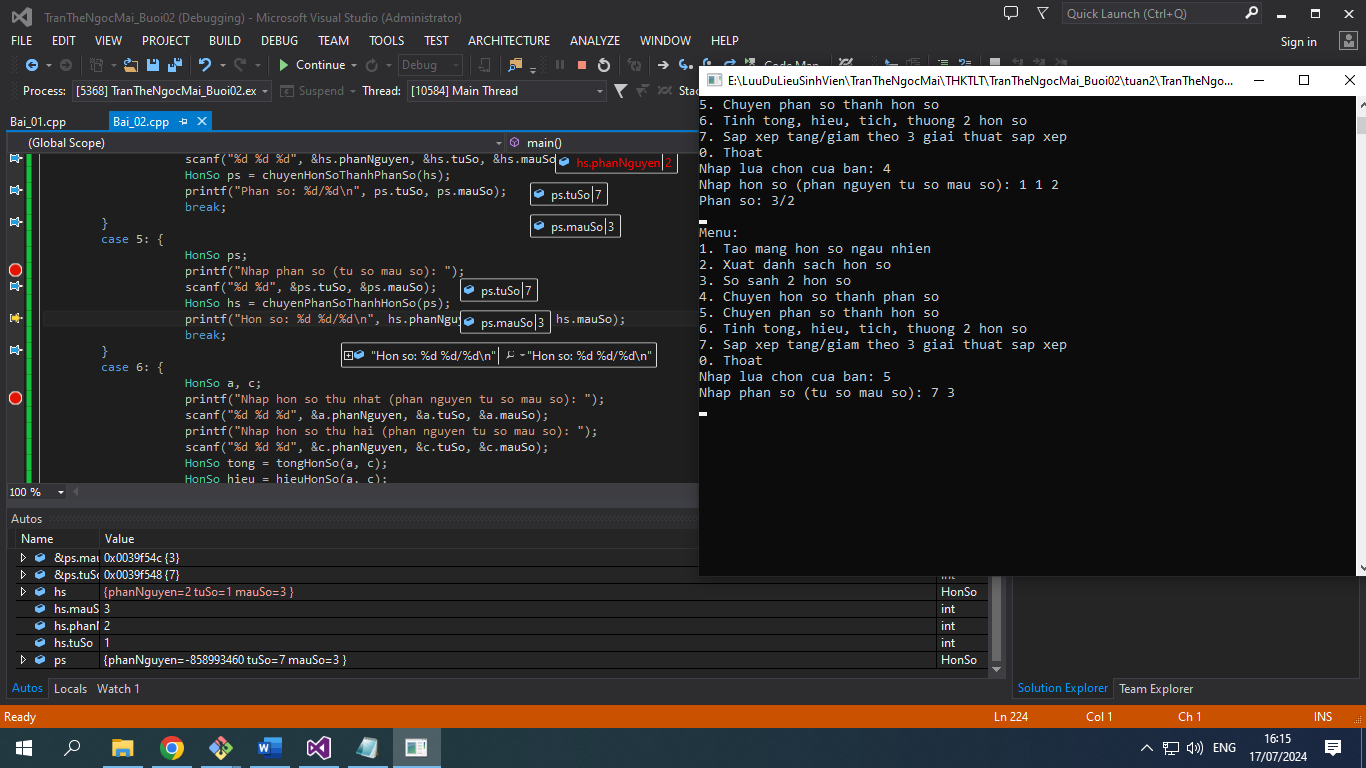 TranTheNgocMai_Buoi02 (Debugging) - Microsoft Visual Studio (Administrator)
Quick Launch (Ctrl+Q)
FILE EDIT VIEW PROJECT BUILD DEBUG TEAM TOOLS TEST ARCHITECTURE ANALYZE WINDOW HELP
Sign in
Continue Debug Code Map
Process: [5368] TranTheNgocMai_Buoi02.ex Suspend Thread: [10584] Main Thread Stac
Bai_01.cpp Bai_02.cpp
(Global Scope) main()
scanf("%d %d %d", &hs.phanNguyen, &hs.tuSo, &hs.mauSo
hs.phanNguyen 2
HonSo ps = chuyenHonSoThanhPhanSo(hs);
printf("Phan so: %d/%d\n", ps.tuSo, ps.mauSo);
ps.tuSo 7
break;
}
ps.mauSo 3
case 5: {
HonSo ps;
printf("Nhap phan so (tu so mau so): ");
scanf("%d %d", &ps.tuSo, &ps.mauSo);
ps.tuSo 7
HonSo hs = chuyenPhanSoThanhHonSo(ps);
printf("Hon so: %d %d/%d\n", hs.phanNguy hs.mauSo);
ps.mauSo 3
break;
}
"Hon so: %d %d/%d\n" "Hon so: %d %d/%d\n"
case 6: {
HonSo a, c;
printf("Nhap hon so thu nhat (phan nguyen tu so mau so): ");
scanf("%d %d %d", &a.phanNguyen, &a.tuSo, &a.mauSo);
printf("Nhap hon so thu hai (phan nguyen tu so mau so): ");
scanf("%d %d %d", &c.phanNguyen, &c.tuSo, &c.mauSo);
HonSo tong = tongHonSo(a, c);
HonSo hieu = hieuHonSo(a, c);
100 %
E:\LuuDuLieuSinhVien\TranTheNgocMai\THKTLT\TranTheNgocMai_Buoi02\tuan2\TranTheNgo...
5. Chuyen phan so thanh hon so
6. Tinh tong, hieu, tich, thuong 2 hon so
7. Sap xep tang/giam theo 3 giai thuat sap xep
0. Thoat
Nhap lua chon cua ban: 4
Nhap hon so (phan nguyen tu so mau so): 1 1 2
Phan so: 3/2
Menu:
1. Tao mang hon so ngau nhien
2. Xuat danh sach hon so
3. So sanh 2 hon so
4. Chuyen hon so thanh phan so
5. Chuyen phan so thanh hon so
6. Tinh tong, hieu, tich, thuong 2 hon so
7. Sap xep tang/giam theo 3 giai thuat sap xep
0. Thoat
Nhap lua chon cua ban: 5
Nhap phan so (tu so mau so): 7 3
Autos
Name Value
&ps.mau 0x0039f54c {3}
&ps.tuSo 0x0039f548 {7} int
hs {phanNguyen=2 tuSo=1 mauSo=3 } HonSo
hs.mauS 3 int
hs.phanN 2 int
hs.tuSo 1 int
ps {phanNguyen=-858993460 tuSo=7 mauSo=3 } HonSo
Autos Locals Watch 1
Solution Explorer Team Explorer
Ready Ln 224 Col 1 Ch 1 INS
ENG
16:15
17/07/2024